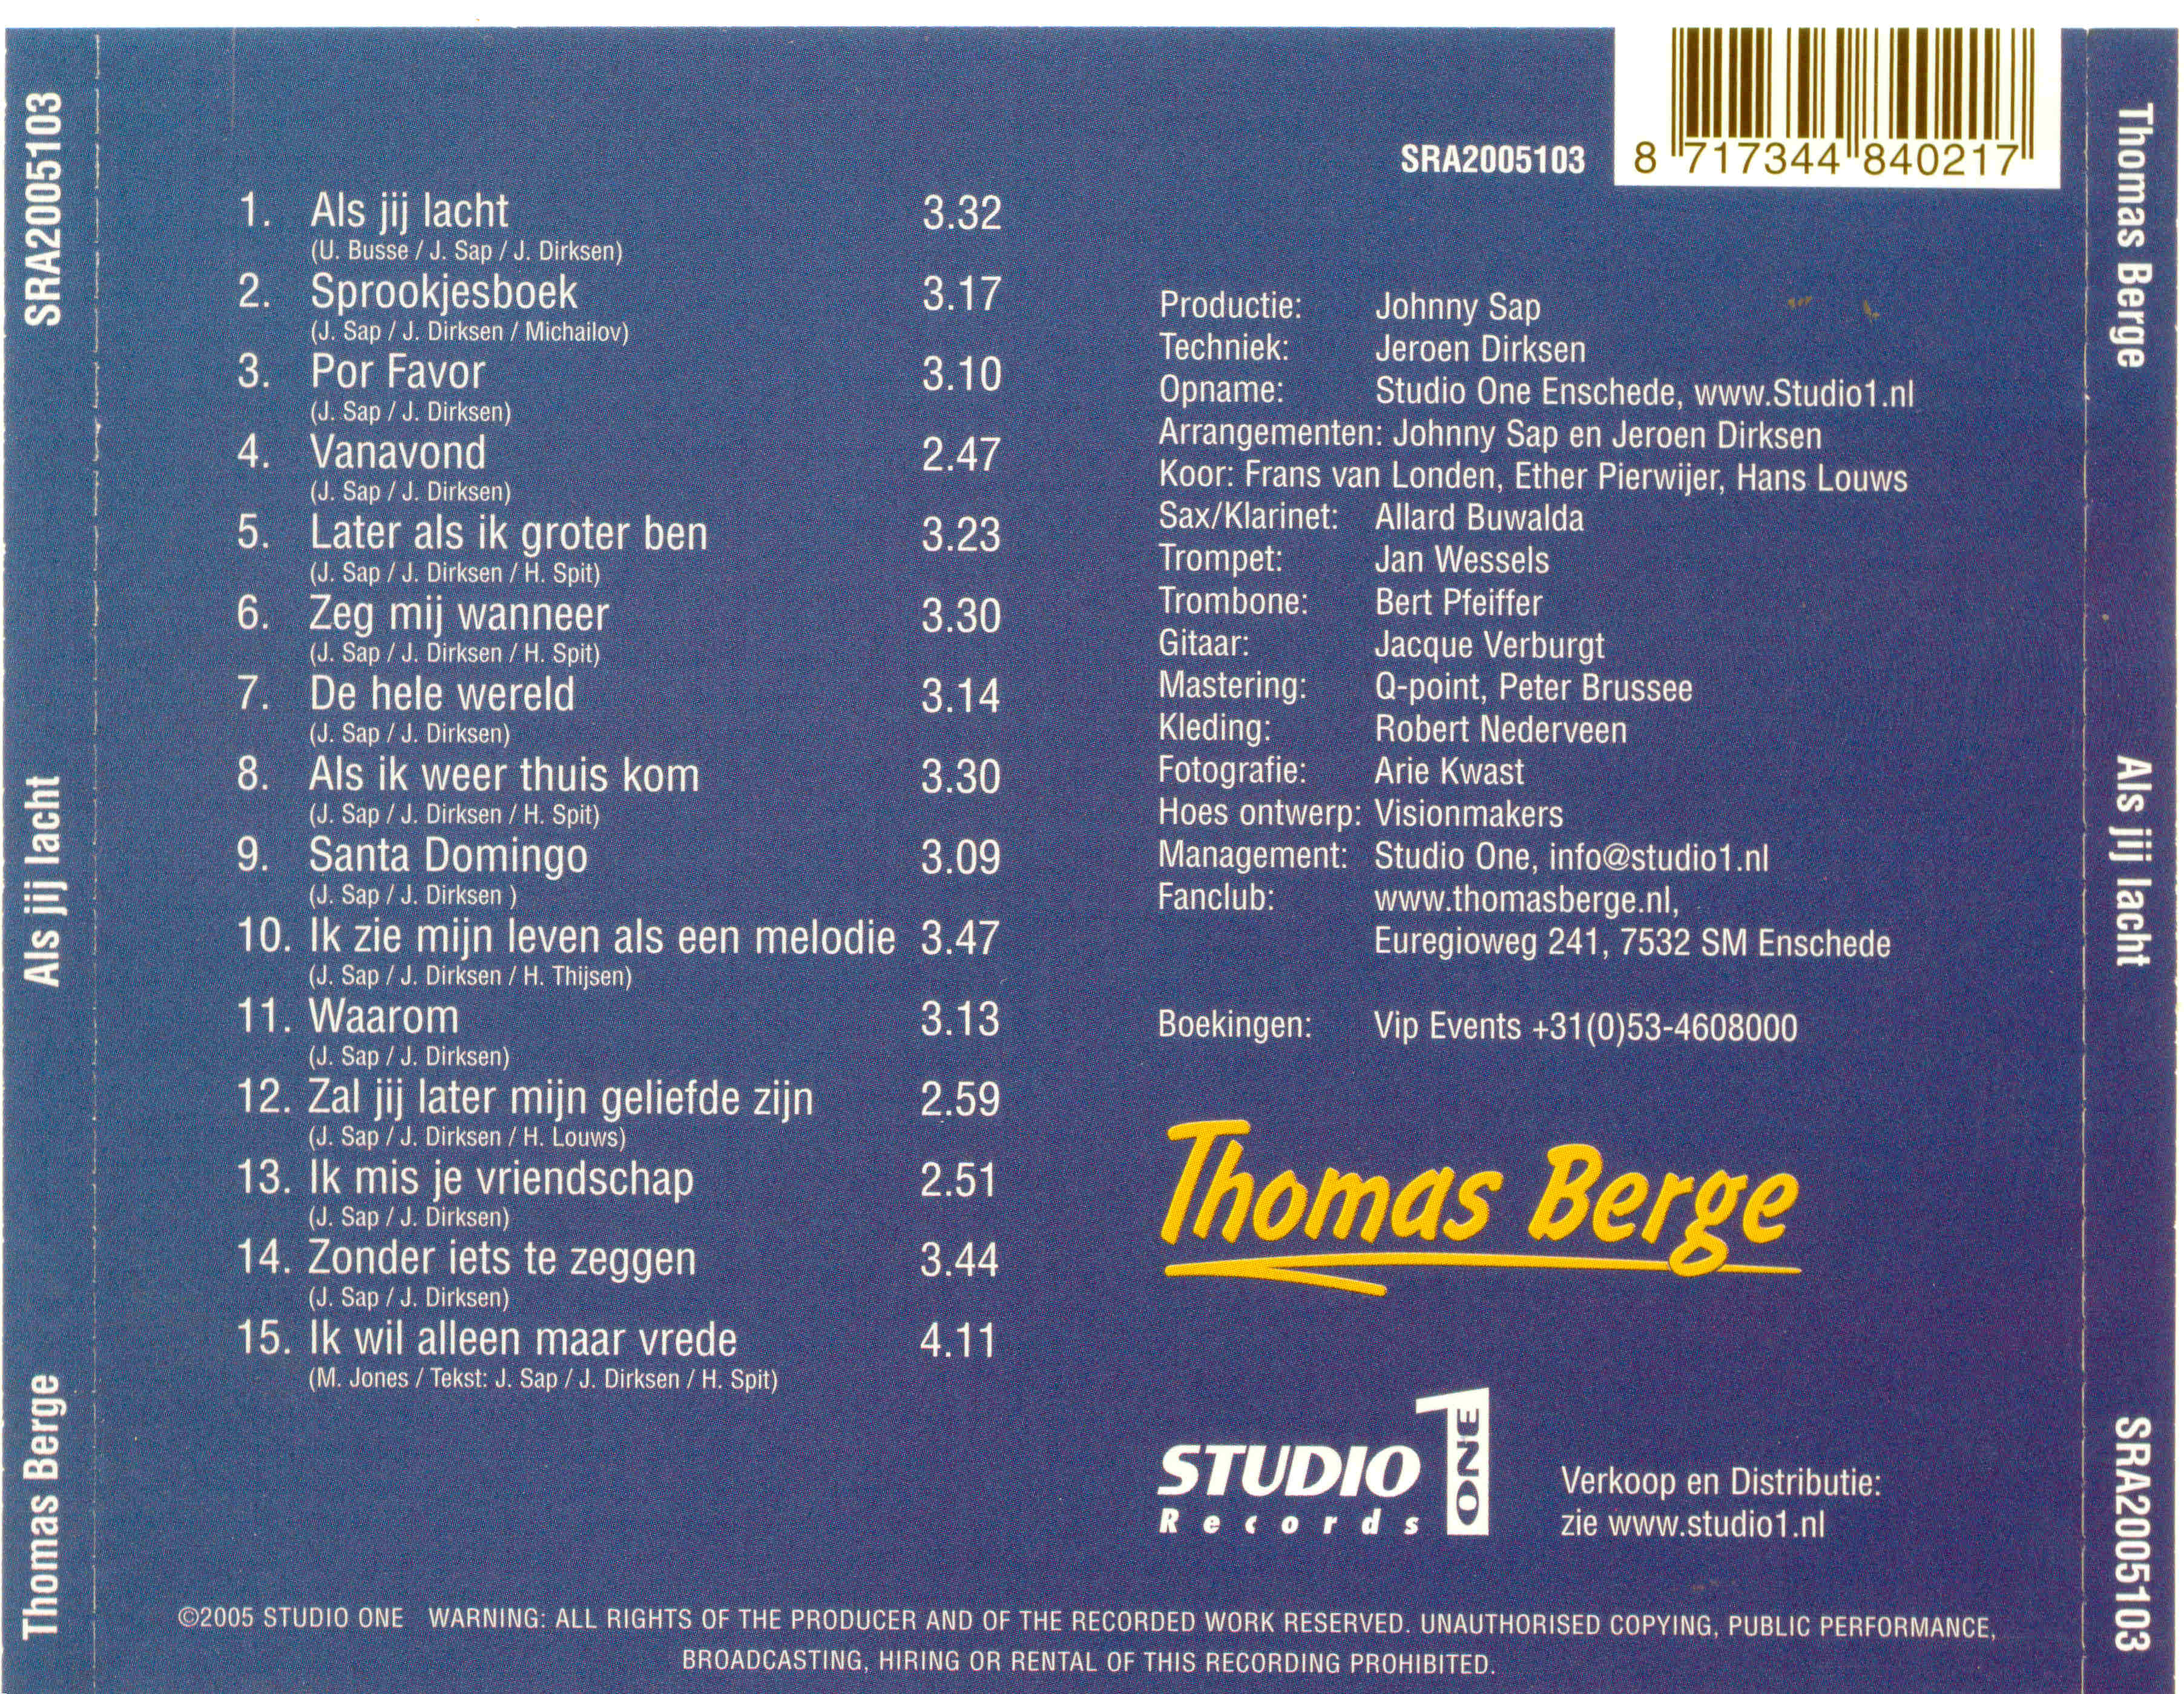 SRA2005103
Als jij lacht
Thomas Berge
1. Als jij lacht 3.32
(U. Busse / J. Sap / J. Dirksen)
2. Sprookjesboek 3.17
(J. Sap / J. Dirksen / Michailov)
3. Por Favor 3.10
(J. Sap / J. Dirksen)
4. Vanavond 2.47
(J. Sap / J. Dirksen)
5. Later als ik groter ben 3.23
(J. Sap / J. Dirksen / H. Spit)
6. Zeg mij wanneer 3.30
(J. Sap / J. Dirksen / H. Spit)
7. De hele wereld 3.14
(J. Sap / J. Dirksen)
8. Als ik weer thuis kom 3.30
(J. Sap / J. Dirksen / H. Spit)
9. Santa Domingo 3.09
(J. Sap / J. Dirksen )
10. Ik zie mijn leven als een melodie 3.47
(J. Sap / J. Dirksen / H. Thijsen)
11. Waarom 3.13
(J. Sap / J. Dirksen)
12. Zal jij later mijn geliefde zijn 2.59
(J. Sap / J. Dirksen / H. Louws)
13. Ik mis je vriendschap 2.51
(J. Sap / J. Dirksen)
14. Zonder iets te zeggen 3.44
(J. Sap / J. Dirksen)
15. Ik wil alleen maar vrede 4.11
(M. Jones / Tekst: J. Sap / J. Dirksen / H. Spit)
SRA2005103
8 717344 840217
Productie: Johnny Sap
Techniek: Jeroen Dirksen
Opname: Studio One Enschede, www.Studio1.nl
Arrangementen: Johnny Sap en Jeroen Dirksen
Koor: Frans van Londen, Ether Pierwijer, Hans Louws
Sax/Klarinet: Allard Buwalda
Trompet: Jan Wessels
Trombone: Bert Pfeiffer
Gitaar: Jacque Verburgt
Mastering: Q-point, Peter Brussee
Kleding: Robert Nederveen
Fotografie: Arie Kwast
Hoes ontwerp: Visionmakers
Management: Studio One, info@studio1.nl
Fanclub: www.thomasberge.nl,
Euregioweg 241, 7532 SM Enschede
Boekingen: Vip Events +31(0)53-4608000
Thomas Berge
STUDIO 1 ONE
Records
Verkoop en Distributie:
zie www.studio1.nl
©2005 STUDIO ONE WARNING: ALL RIGHTS OF THE PRODUCER AND OF THE RECORDED WORK RESERVED. UNAUTHORISED COPYING, PUBLIC PERFORMANCE,
BROADCASTING, HIRING OR RENTAL OF THIS RECORDING PROHIBITED.
Thomas Berge
Als jij lacht
SRA2005103